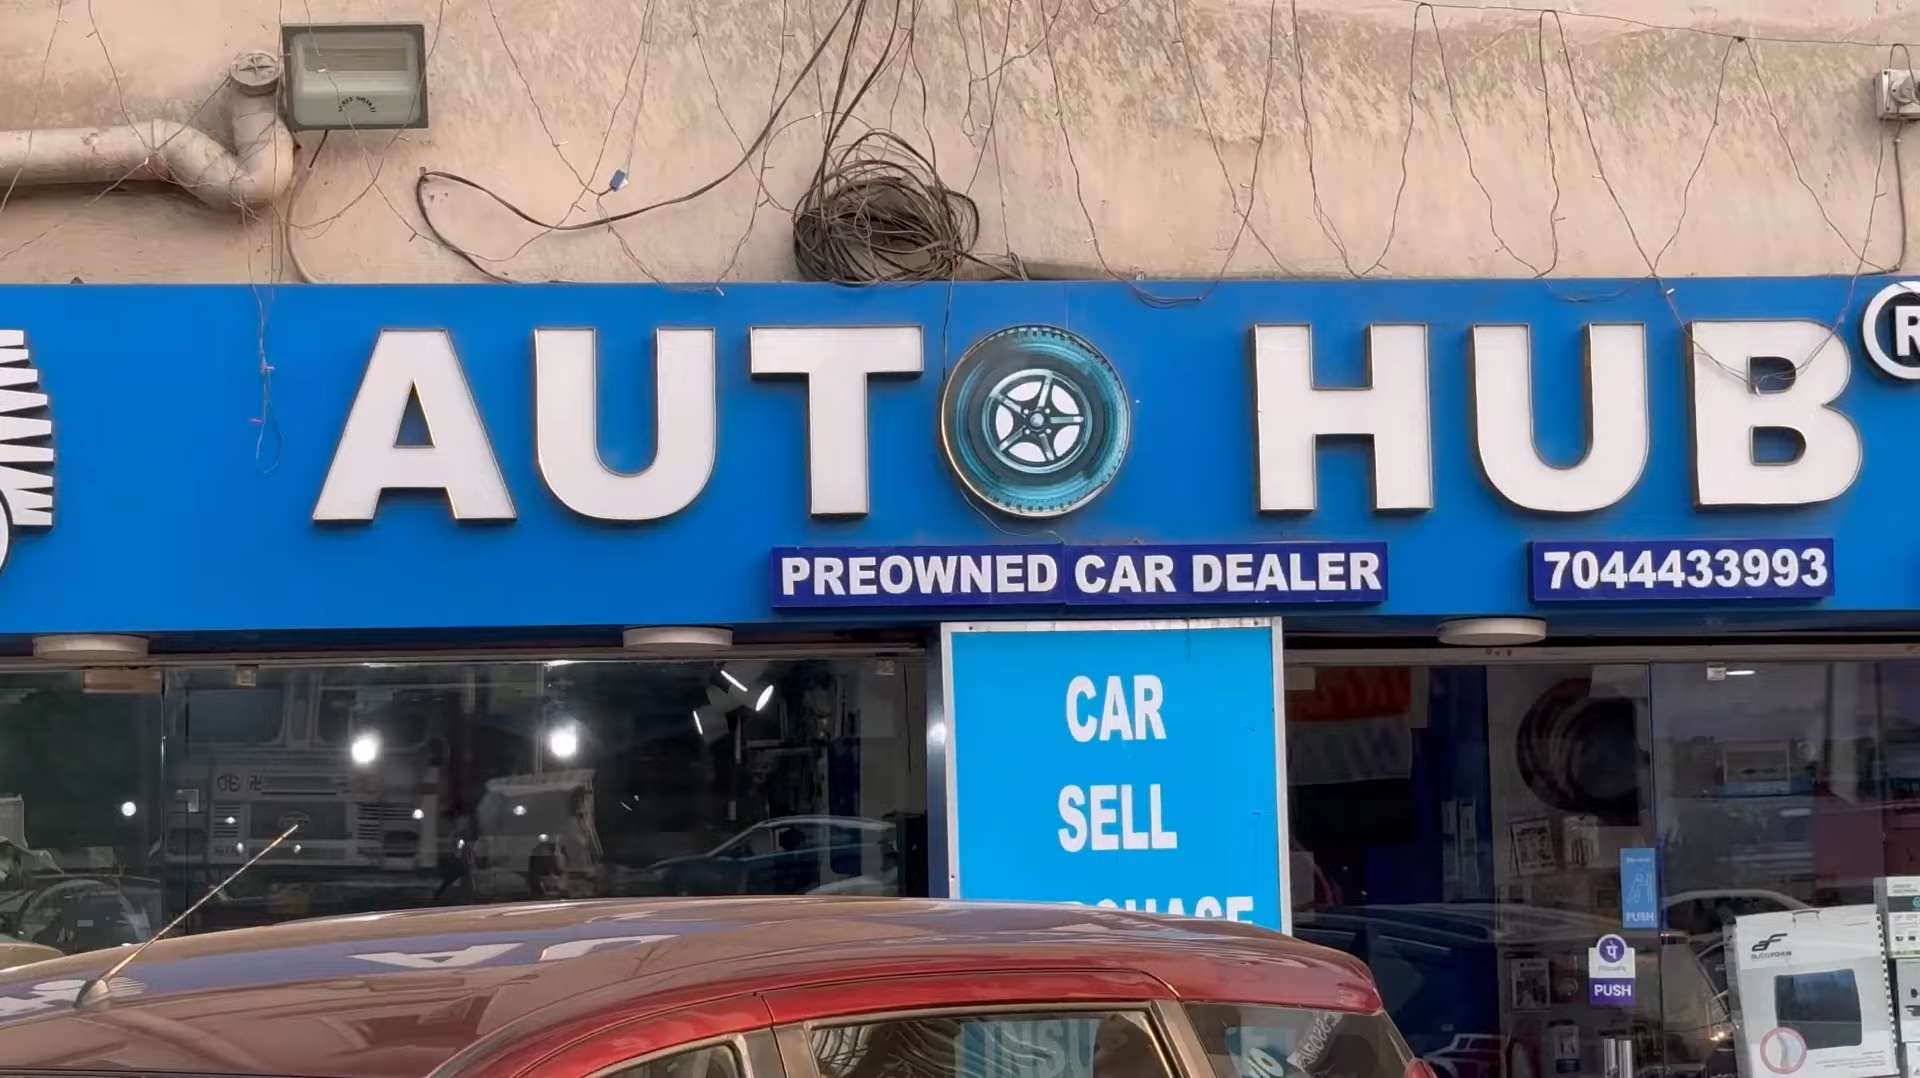 AUTO HUB
R
PREOWNED CAR DEALER
7044433993
CAR
SELL
PUSH
PUSH